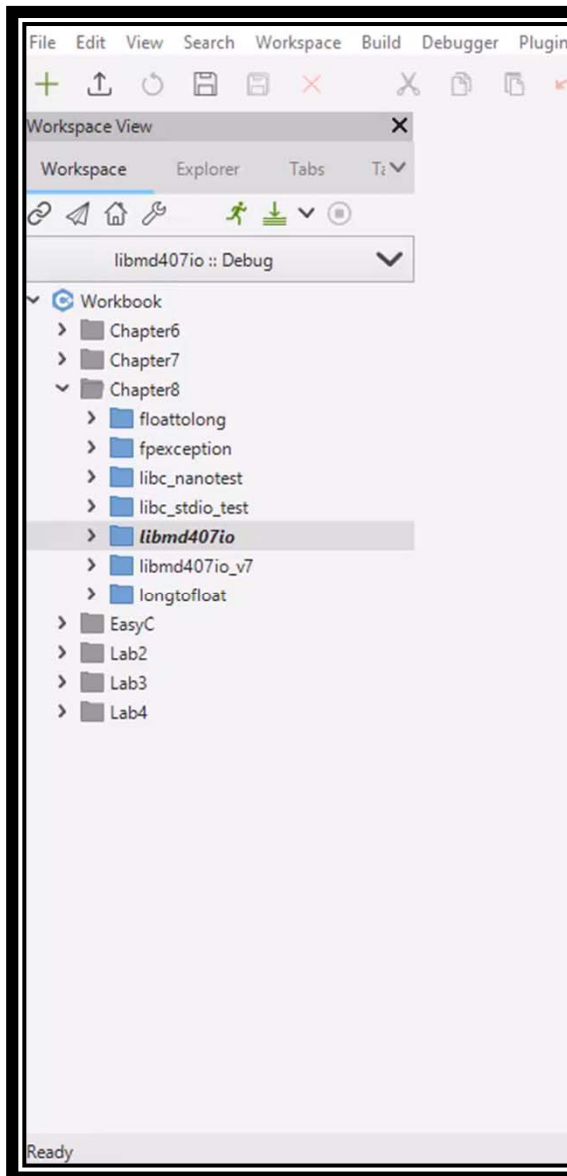 File Edit View Search Workspace Build Debugger Plugin
Workspace View
Workspace Explorer Tabs
libmd407io :: Debug
Workbook
Chapter6
Chapter7
Chapter8
floattolong
fpexception
libc_nanotest
libc_stdio_test
libmd407io
libmd407io_v7
longtofloat
EasyC
Lab2
Lab3
Lab4
Ready